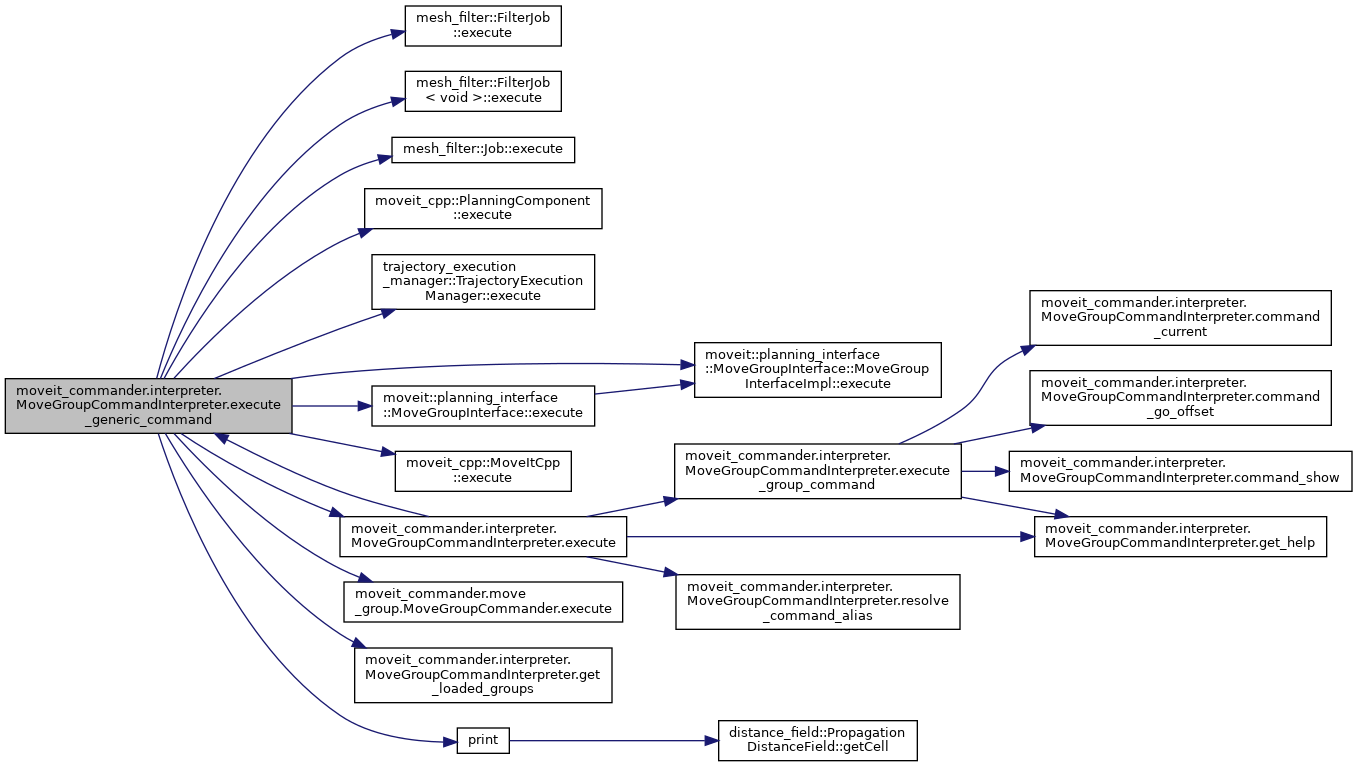 mesh_filter::FilterJob
::execute
mesh_filter::FilterJob
< void >::execute
mesh_filter::Job::execute
moveit_cpp::PlanningComponent
::execute
trajectory_execution
_manager::TrajectoryExecution
Manager::execute
moveit_commander.interpreter.
MoveGroupCommandInterpreter.execute
_generic_command
moveit::planning_interface
::MoveGroupInterface::execute
moveit::planning_interface
::MoveGroupInterface::MoveGroup
InterfaceImpl::execute
moveit_cpp::MoveItCpp
::execute
moveit_commander.interpreter.
MoveGroupCommandInterpreter.execute
moveit_commander.interpreter.
MoveGroupCommandInterpreter.execute
_group_command
moveit_commander.interpreter.
MoveGroupCommandInterpreter.command
_current
moveit_commander.interpreter.
MoveGroupCommandInterpreter.command
_go_offset
moveit_commander.interpreter.
MoveGroupCommandInterpreter.command_show
moveit_commander.interpreter.
MoveGroupCommandInterpreter.get_help
moveit_commander.interpreter.
MoveGroupCommandInterpreter.resolve
_command_alias
moveit_commander.move
_group.MoveGroupCommander.execute
moveit_commander.interpreter.
MoveGroupCommandInterpreter.get
_loaded_groups
print
distance_field::Propagation
DistanceField::getCell